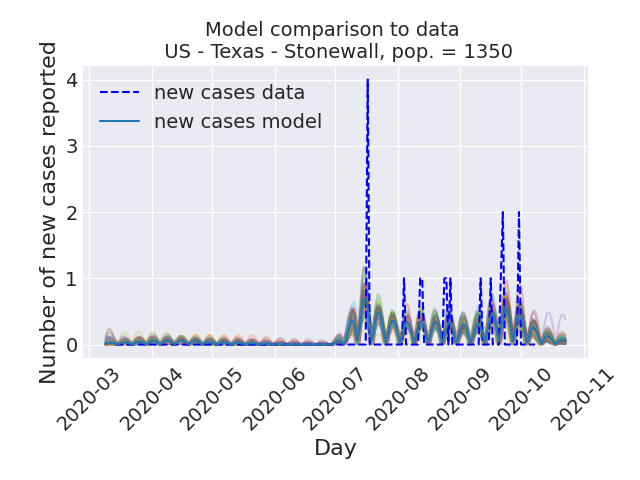 Model comparison to data
US - Texas - Stonewall, pop. = 1350
Number of new cases reported
4
3
2
1
0
new cases data
new cases model
2020-03
2020-04
2020-05
2020-06
2020-07
2020-08
2020-09
2020-10
2020-11
Day